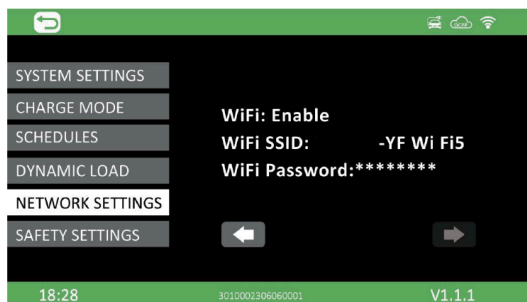 SYSTEM SETTINGS
CHARGE MODE
SCHEDULES
DYNAMIC LOAD
NETWORK SETTINGS
SAFETY SETTINGS
WiFi: Enable
WiFi SSID: -YF Wi Fi5
WiFi Password:********
18:28
3010002306060001
V1.1.1